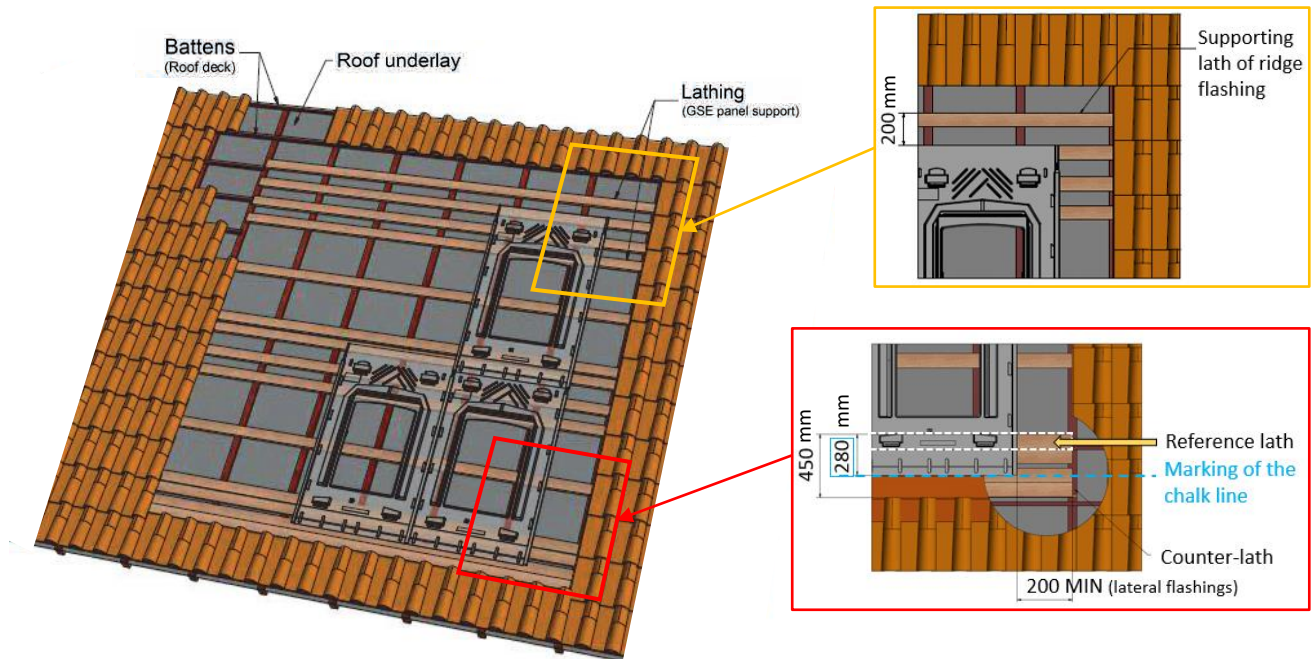 Battens
(Roof deck)
Roof underlay
Lathing
(GSE panel support)
Supporting
lath of ridge
flashing
200 mm
450 mm
280 mm
Reference lath
Marking of the
chalk line
Counter-lath
200 MIN (lateral flashings)